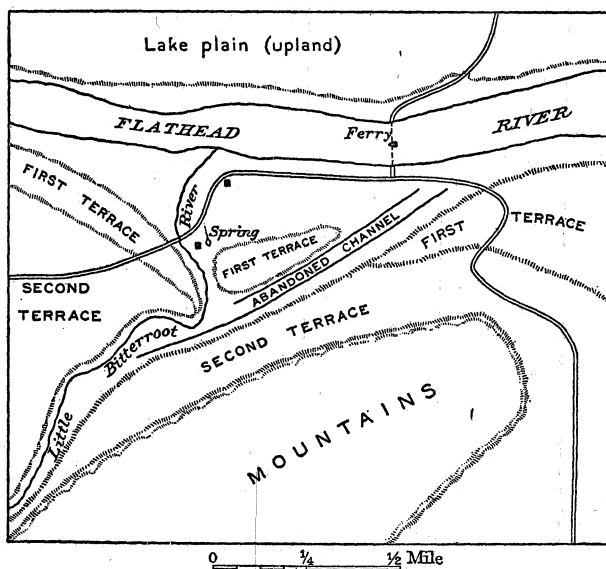 Lake plain (upland)
FLATHEAD RIVER
Ferry
FIRST TERRACE
River
Spring
FIRST TERRACE
ABANDONED CHANNEL
FIRST TERRACE
SECOND TERRACE
SECOND TERRACE
Little Bitterroot
MOUNTAINS
0 ¼ ½ Mile